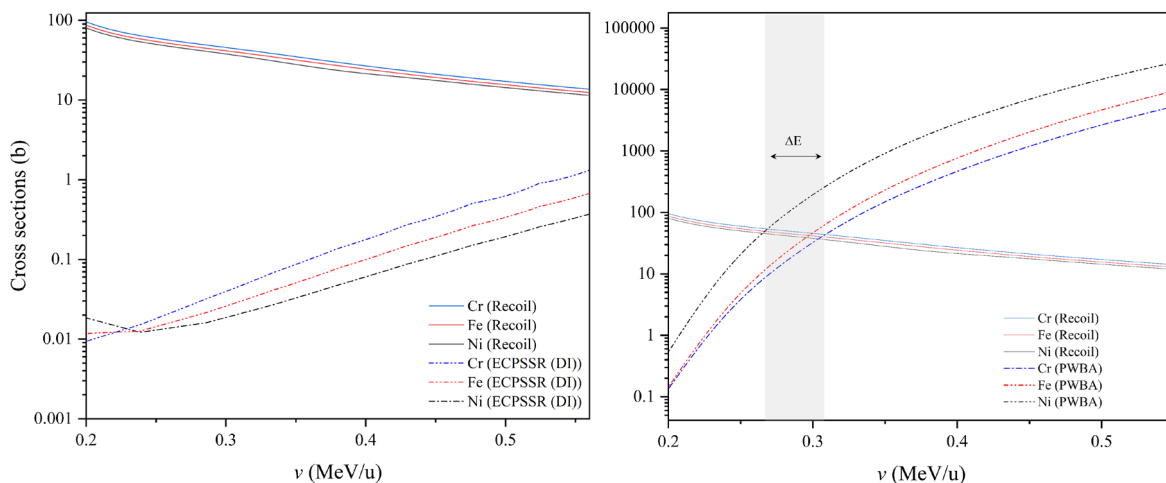 Cross sections (b)
100
10
1
0.1
0.01
0.001
0.2
0.3
0.4
0.5
v (MeV/u)
Cr (Recoil)
Fe (Recoil)
Ni (Recoil)
Cr (ECPSSR (DI))
Fe (ECPSSR (DI))
Ni (ECPSSR (DI))
100000
10000
1000
100
10
1
0.1
0.2
0.3
0.4
0.5
v (MeV/u)
ΔE
Cr (Recoil)
Fe (Recoil)
Ni (Recoil)
Cr (PWBA)
Fe (PWBA)
Ni (PWBA)